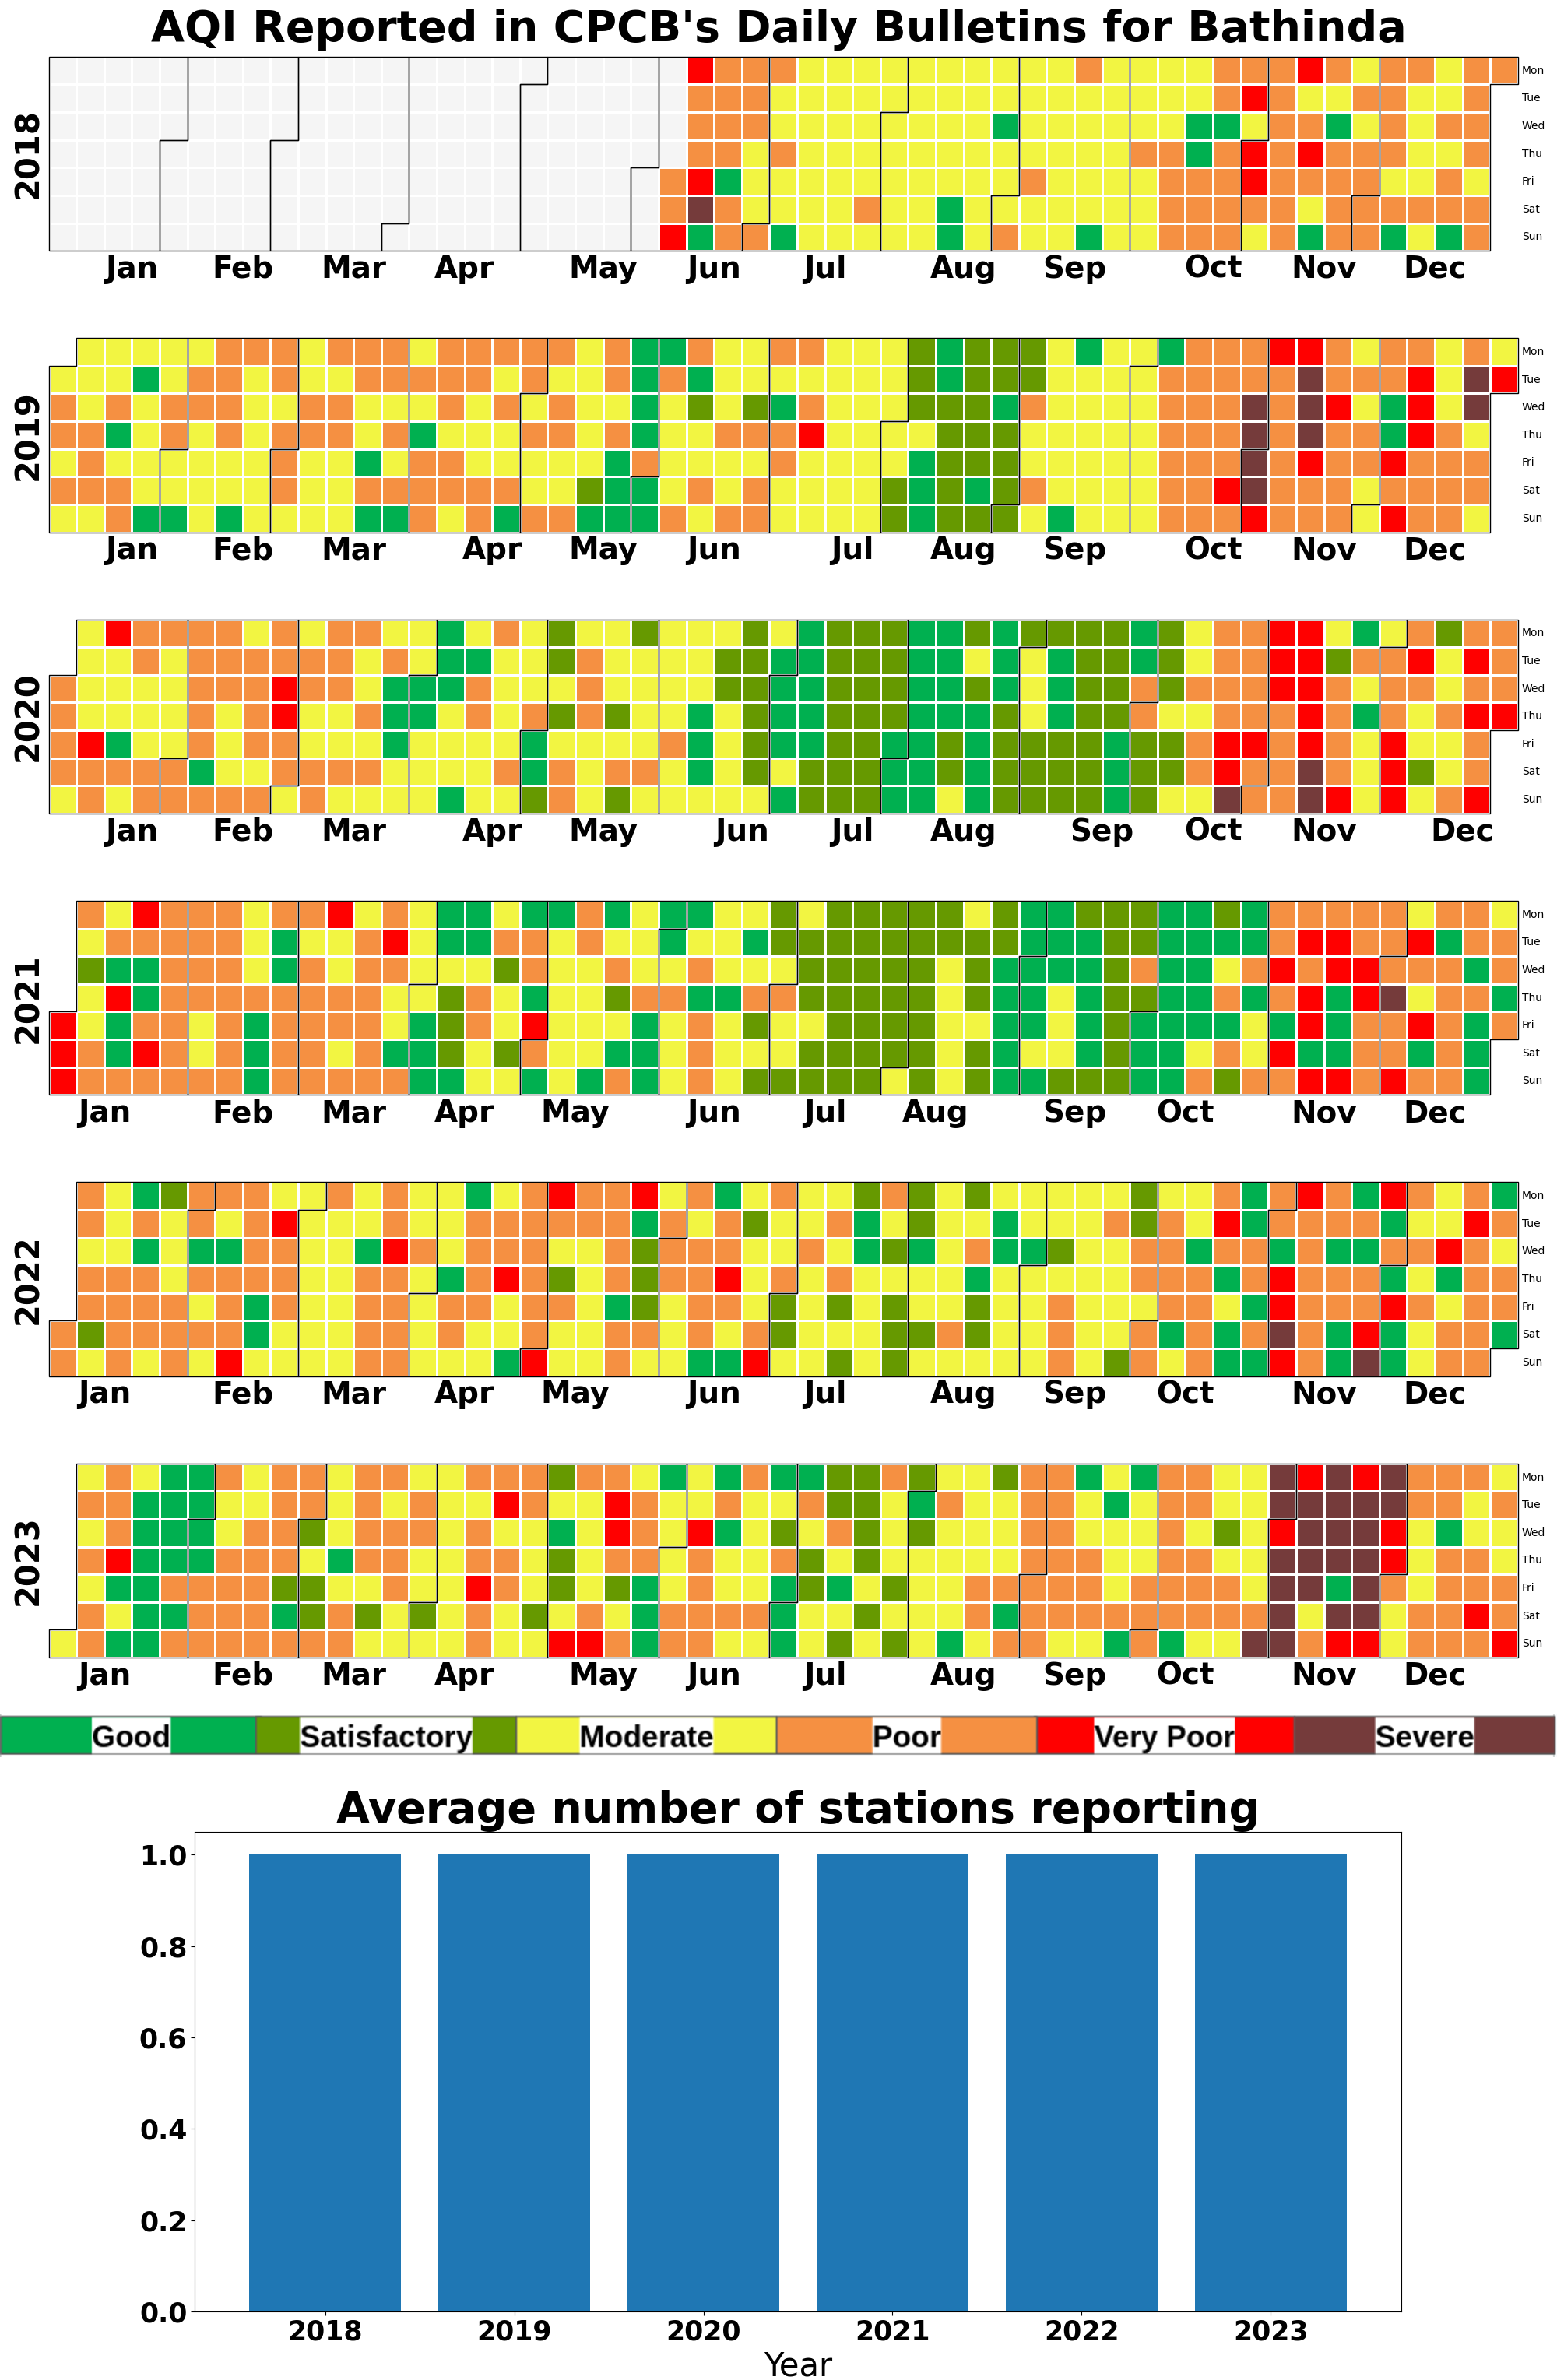 AQI Reported in CPCB's Daily Bulletins for Bathinda
2018
Mon
Tue
Wed
Thu
Fri
Sat
Sun
Jan Feb Mar Apr May Jun Jul Aug Sep Oct Nov Dec
2019
Mon
Tue
Wed
Thu
Fri
Sat
Sun
Jan Feb Mar Apr May Jun Jul Aug Sep Oct Nov Dec
2020
Mon
Tue
Wed
Thu
Fri
Sat
Sun
Jan Feb Mar Apr May Jun Jul Aug Sep Oct Nov Dec
2021
Mon
Tue
Wed
Thu
Fri
Sat
Sun
Jan Feb Mar Apr May Jun Jul Aug Sep Oct Nov Dec
2022
Mon
Tue
Wed
Thu
Fri
Sat
Sun
Jan Feb Mar Apr May Jun Jul Aug Sep Oct Nov Dec
2023
Mon
Tue
Wed
Thu
Fri
Sat
Sun
Jan Feb Mar Apr May Jun Jul Aug Sep Oct Nov Dec
Good Satisfactory Moderate Poor Very Poor Severe
Average number of stations reporting
1.0
0.8
0.6
0.4
0.2
0.0
2018 2019 2020 2021 2022 2023
Year